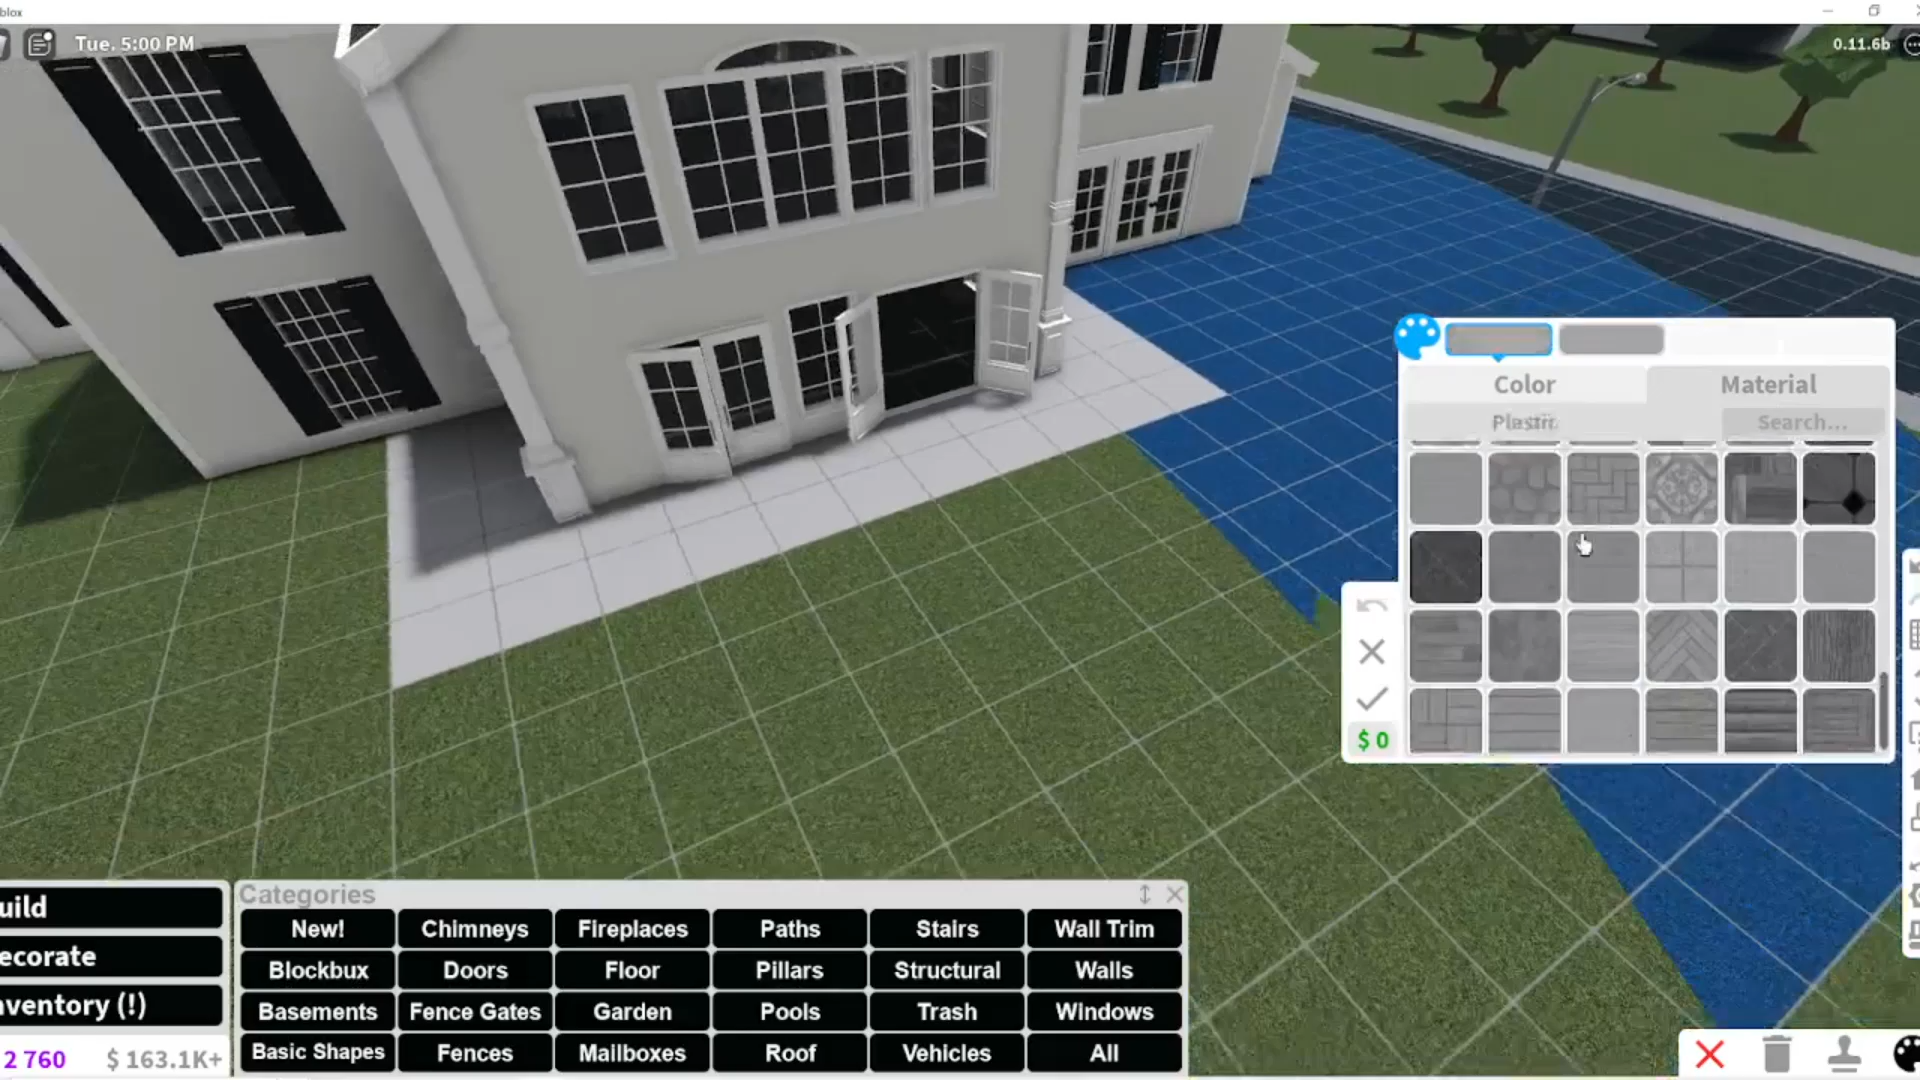 blox
Tue. 5:00 PM
0.11.6b
Color
Material
Search...
$ 0
Categories
New!
Chimneys
Fireplaces
Paths
Stairs
Wall Trim
Blockbux
Doors
Floor
Pillars
Structural
Walls
Basements
Fence Gates
Garden
Pools
Trash
Windows
Basic Shapes
Fences
Mailboxes
Roof
Vehicles
All
uild
ecorate
nventory (!)
2 760
$ 163.1K+